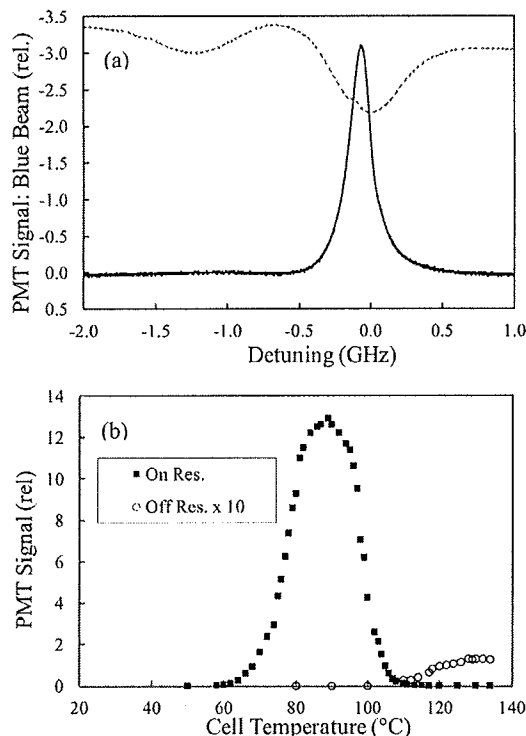 (a)
PMT Signal: Blue Beam (rel.)
-3.5
-3.0
-2.5
-2.0
-1.5
-1.0
-0.5
0.0
0.5
-2.0 -1.5 -1.0 -0.5 0.0 0.5 1.0
Detuning (GHz)
(b)
PMT Signal (rel)
14
12
10
8
6
4
2
0
On Res.
Off Res. x 10
20 40 60 80 100 120 140
Cell Temperature (°C)